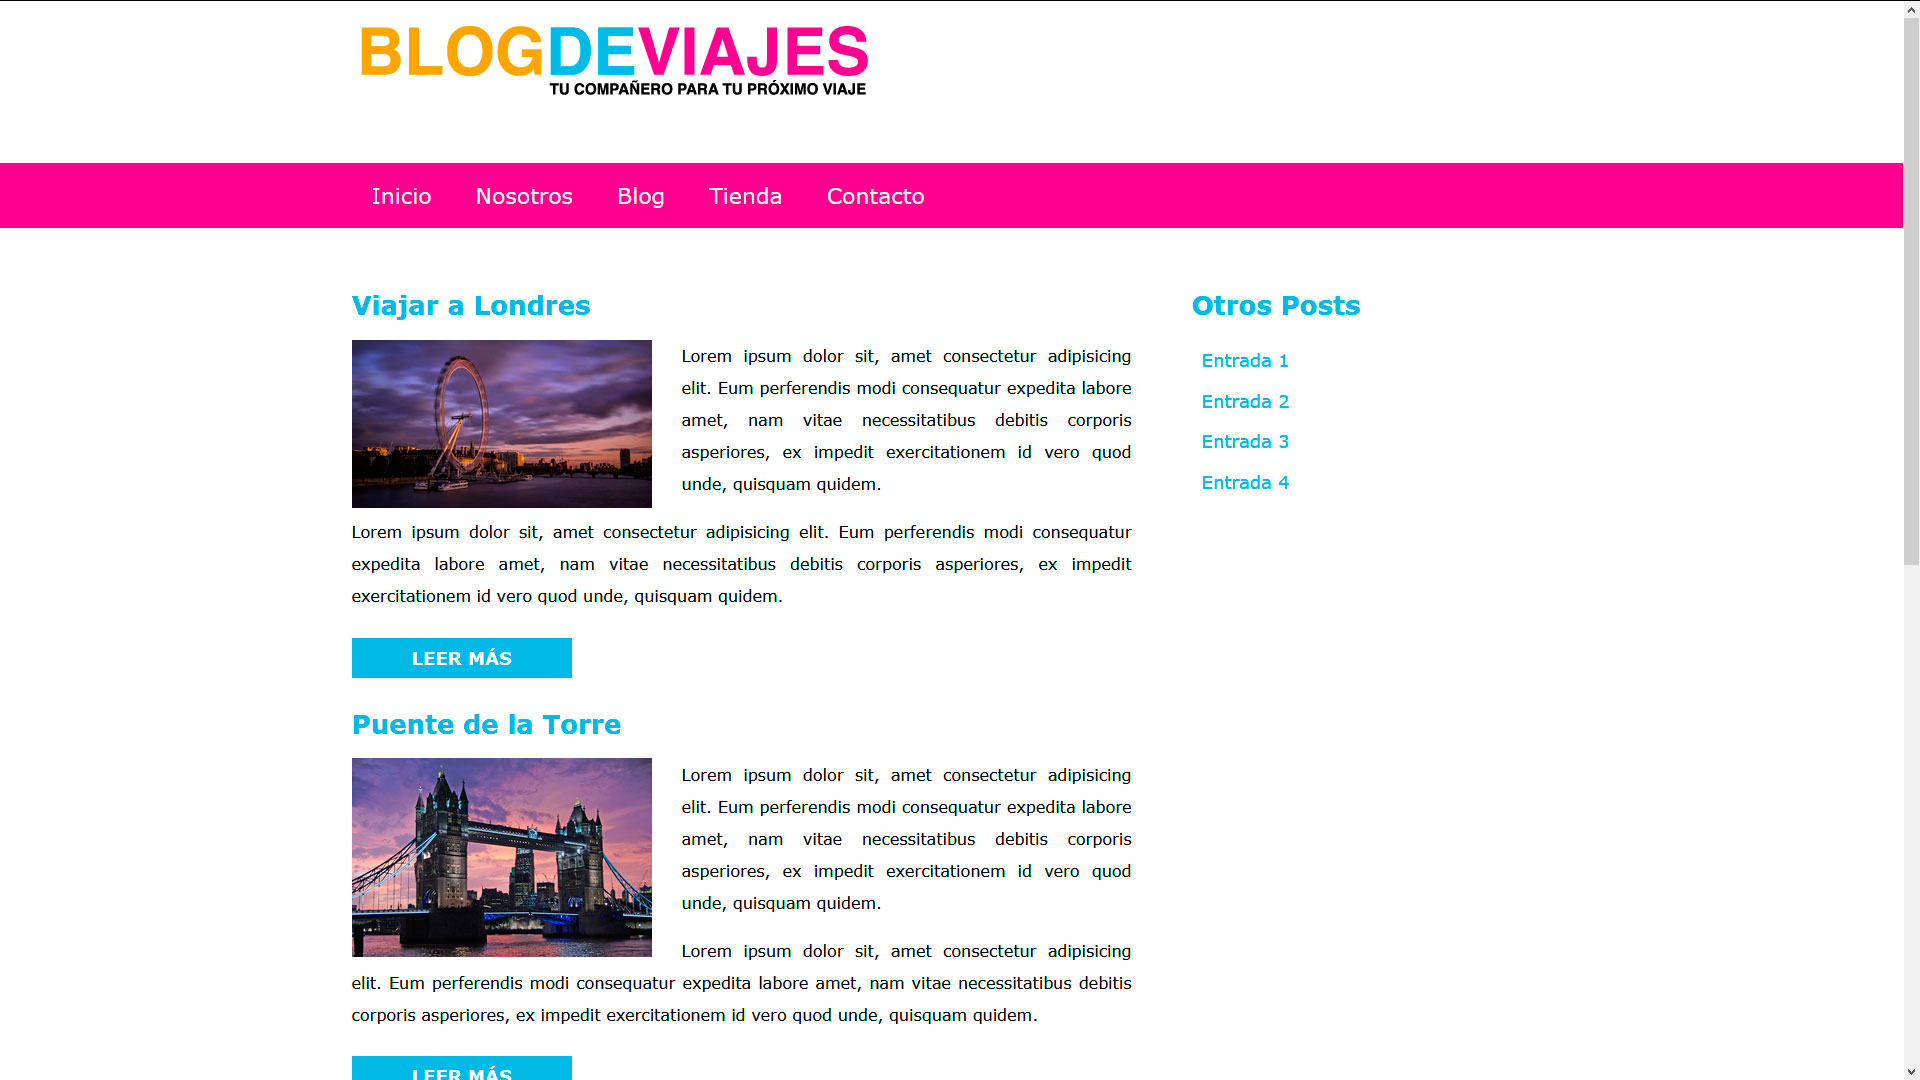 BLOGDEVIAJES
TU COMPAÑERO PARA TU PRÓXIMO VIAJE
Inicio Nosotros Blog Tienda Contacto
Viajar a Londres
Lorem ipsum dolor sit, amet consectetur adipisicing
elit. Eum perferendis modi consequatur expedita labore
amet, nam vitae necessitatibus debitis corporis
asperiores, ex impedit exercitationem id vero quod
unde, quisquam quidem.
Lorem ipsum dolor sit, amet consectetur adipisicing elit. Eum perferendis modi consequatur
expedita labore amet, nam vitae necessitatibus debitis corporis asperiores, ex impedit
exercitationem id vero quod unde, quisquam quidem.
LEER MÁS
Puente de la Torre
Lorem ipsum dolor sit, amet consectetur adipisicing
elit. Eum perferendis modi consequatur expedita labore
amet, nam vitae necessitatibus debitis corporis
asperiores, ex impedit exercitationem id vero quod
unde, quisquam quidem.
Lorem ipsum dolor sit, amet consectetur adipisicing
elit. Eum perferendis modi consequatur expedita labore amet, nam vitae necessitatibus debitis
corporis asperiores, ex impedit exercitationem id vero quod unde, quisquam quidem.
LEER MÁS
Otros Posts
Entrada 1
Entrada 2
Entrada 3
Entrada 4